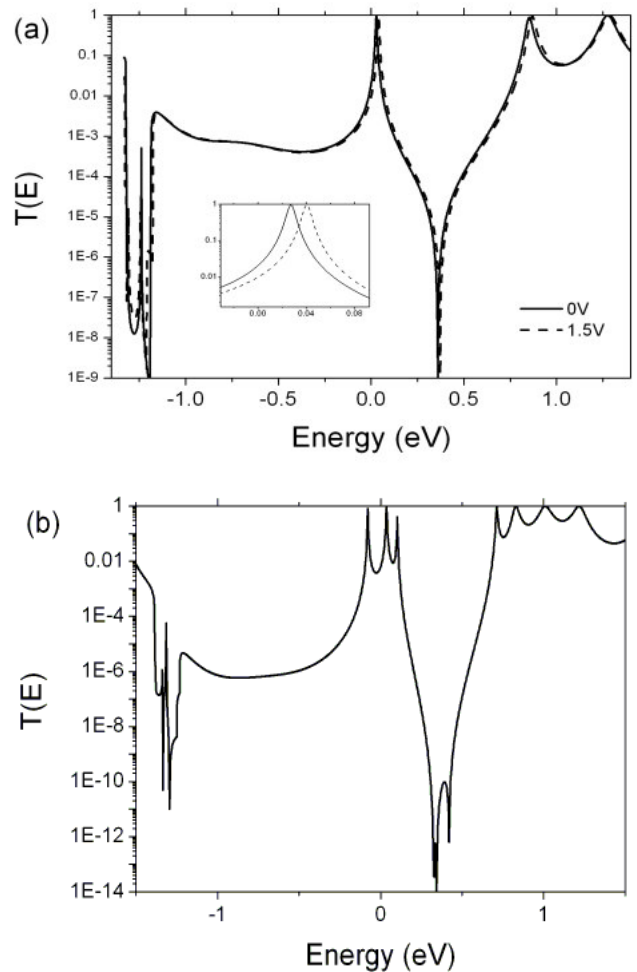 (a)
1
0.1
0.01
1E-3
1E-4
1E-5
1E-6
1E-7
1E-8
1E-9
T(E)
1
0.1
0.01
0.00 0.04 0.08
0V
1.5V
-1.0 -0.5 0.0 0.5 1.0
Energy (eV)
(b)
1
0.01
1E-4
1E-6
1E-8
1E-10
1E-12
1E-14
T(E)
-1 0 1
Energy (eV)